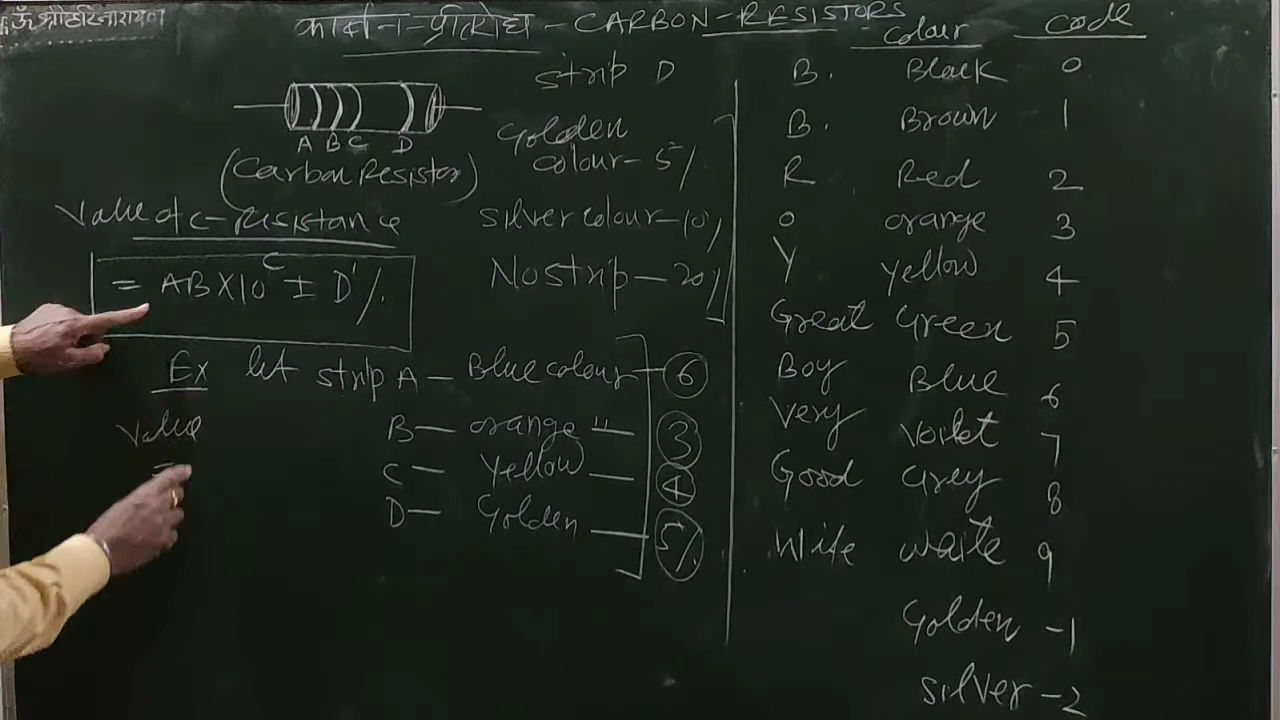 ॐ श्री हरिनारायण
कार्बन-प्रतिरोध - CARBON-RESISTORS
A B C D
(Carbon Resistor)
Value of C-Resistance
= AB X 10^C ± D%.
strip D
Golden
colour - 5%
silver colour - 10%
No strip - 20%
Ex let strip A - Blue colour - 6
B - orange " - 3
C - yellow - 4
D - Golden - 5%
Value
=
colour code
B. Black 0
B. Brown 1
R Red 2
O orange 3
Y yellow 4
Great Green 5
Boy Blue 6
Very Voilet 7
Good Grey 8
Wife waite 9
Golden -1
silver -2